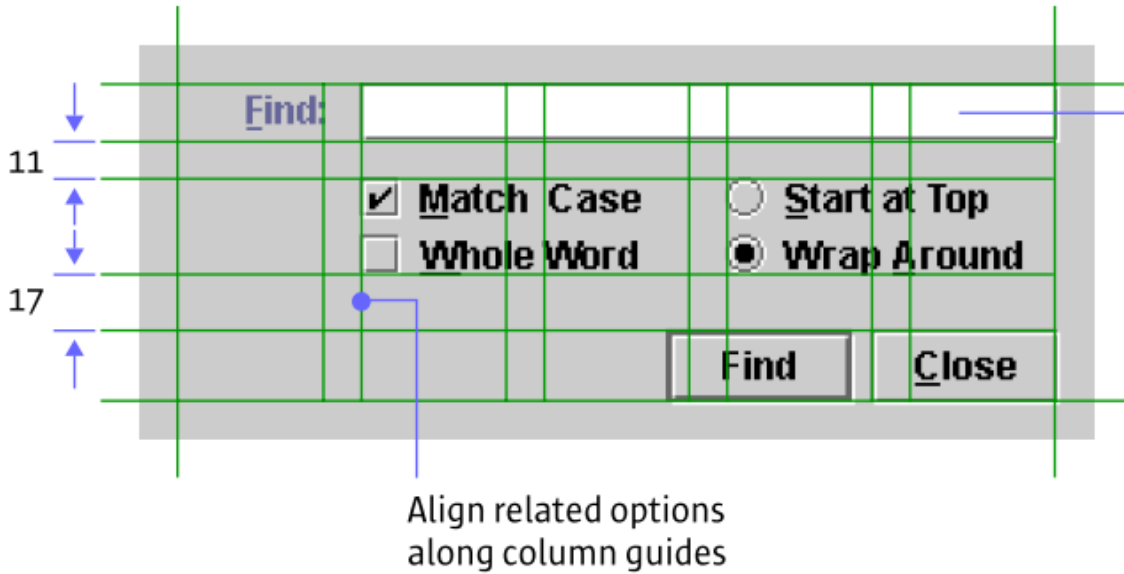 Find:
11
Match Case Start at Top
Whole Word Wrap Around
17
Find Close
Align related options
along column guides